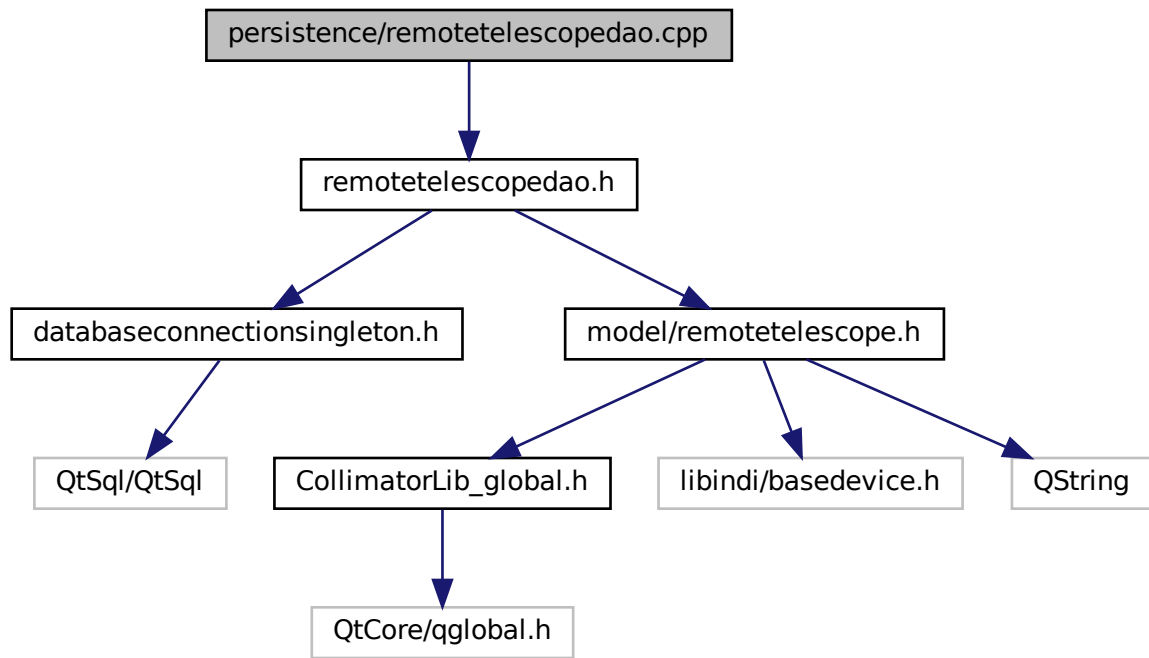 persistence/remotetelescopedao.cpp
remotetelescopedao.h
databaseconnectionsingleton.h
model/remotetelescope.h
QtSql/QtSql
CollimatorLib_global.h
libindi/basedevice.h
QString
QtCore/qglobal.h